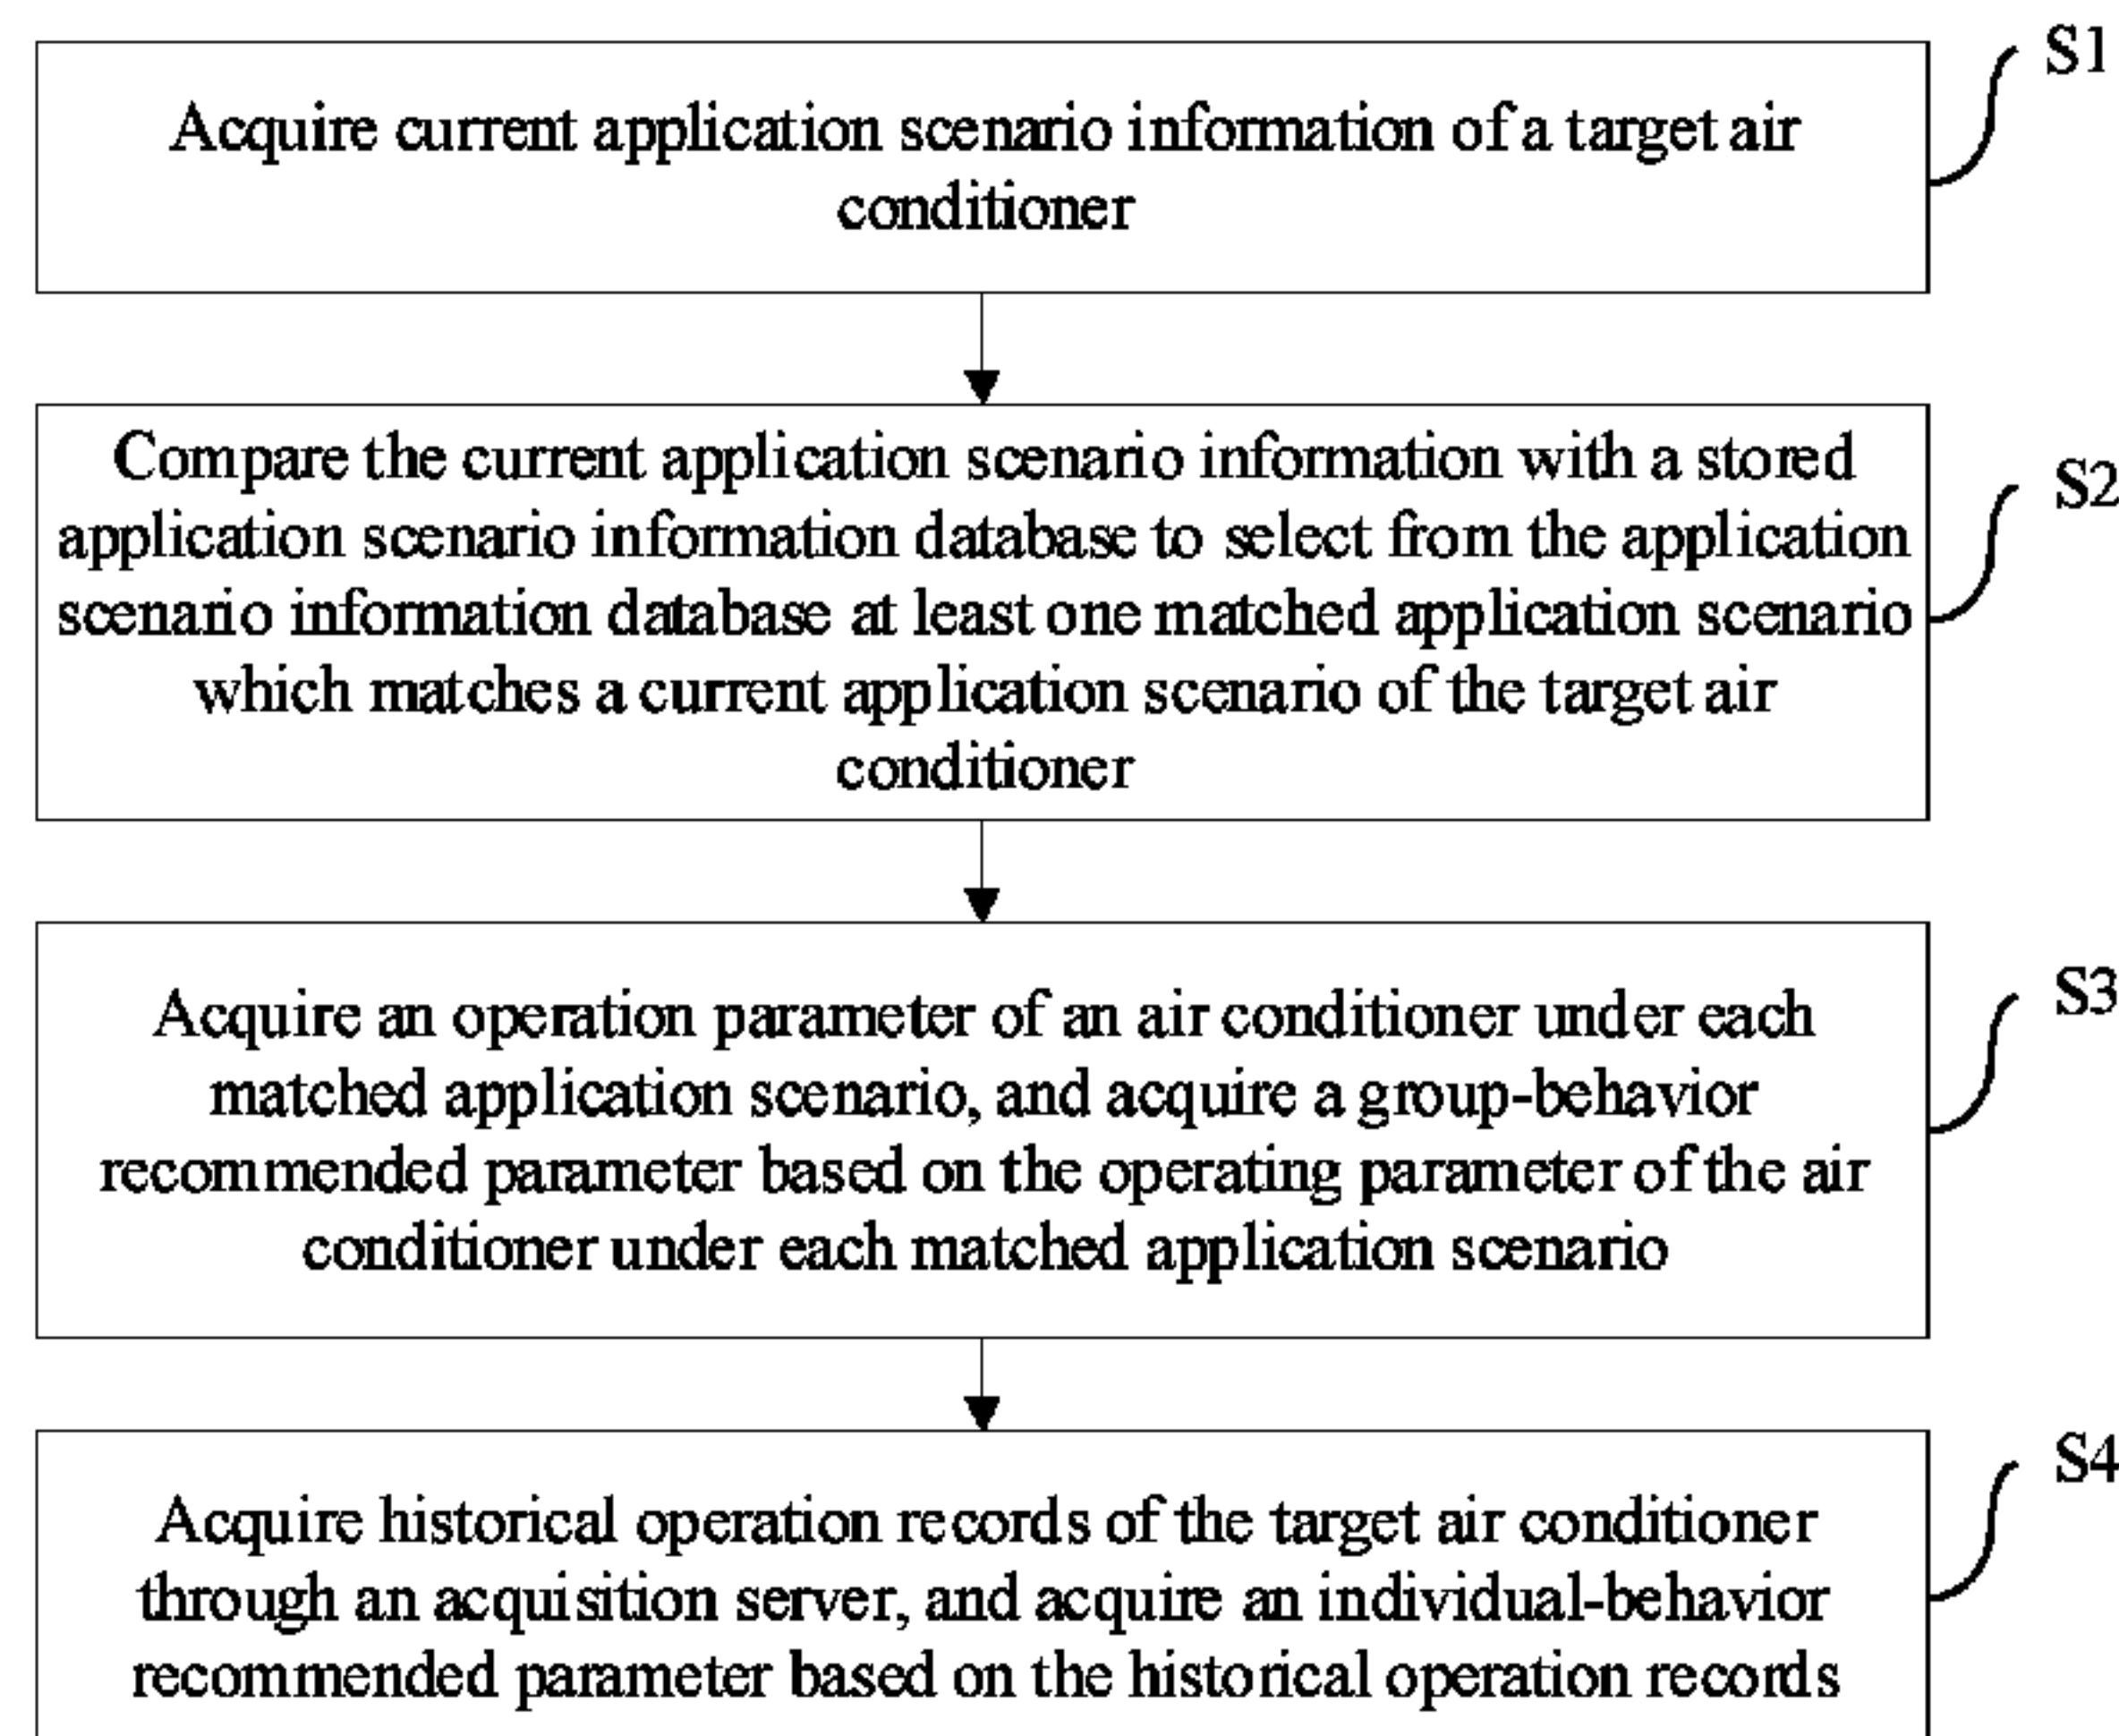 S1
Acquire current application scenario information of a target air
conditioner
Compare the current application scenario information with a stored
application scenario information database to select from the application
scenario information database at least one matched application scenario
which matches a current application scenario of the target air
conditioner
S2
Acquire an operation parameter of an air conditioner under each
matched application scenario, and acquire a group-behavior
recommended parameter based on the operating parameter of the air
conditioner under each matched application scenario
S3
Acquire historical operation records of the target air conditioner
through an acquisition server, and acquire an individual-behavior
recommended parameter based on the historical operation records
S4